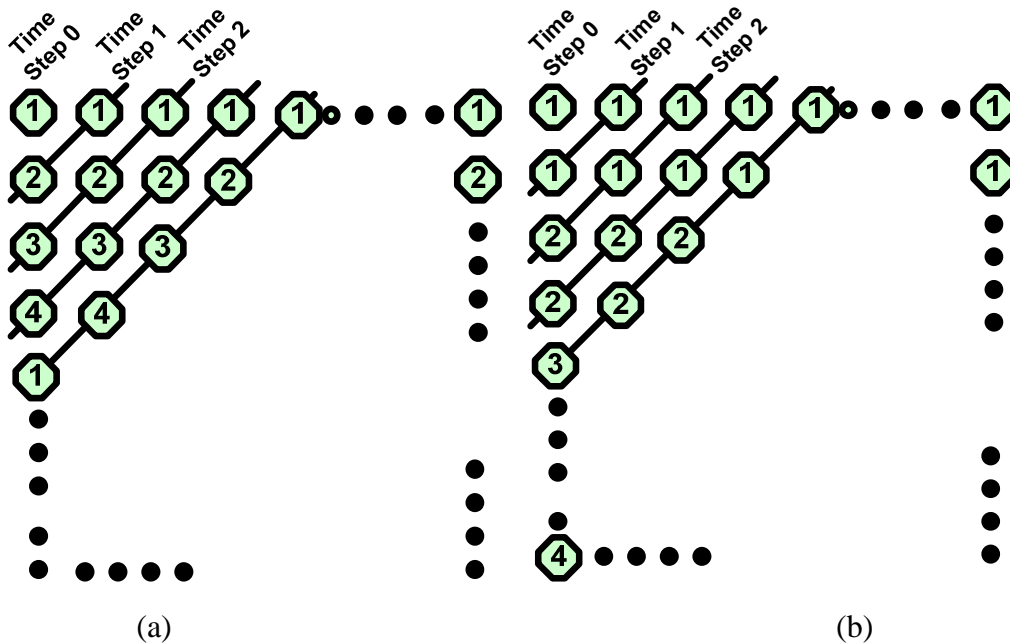 Time Step 0 Time Step 1 Time Step 2
1 1 1 1 1 1
2 2 2 2 2
3 3 3
4 4
1
(a)
Time Step 0 Time Step 1 Time Step 2
1 1 1 1 1 1
1 1 1 1 1
2 2 2
2 2
3
4
(b)